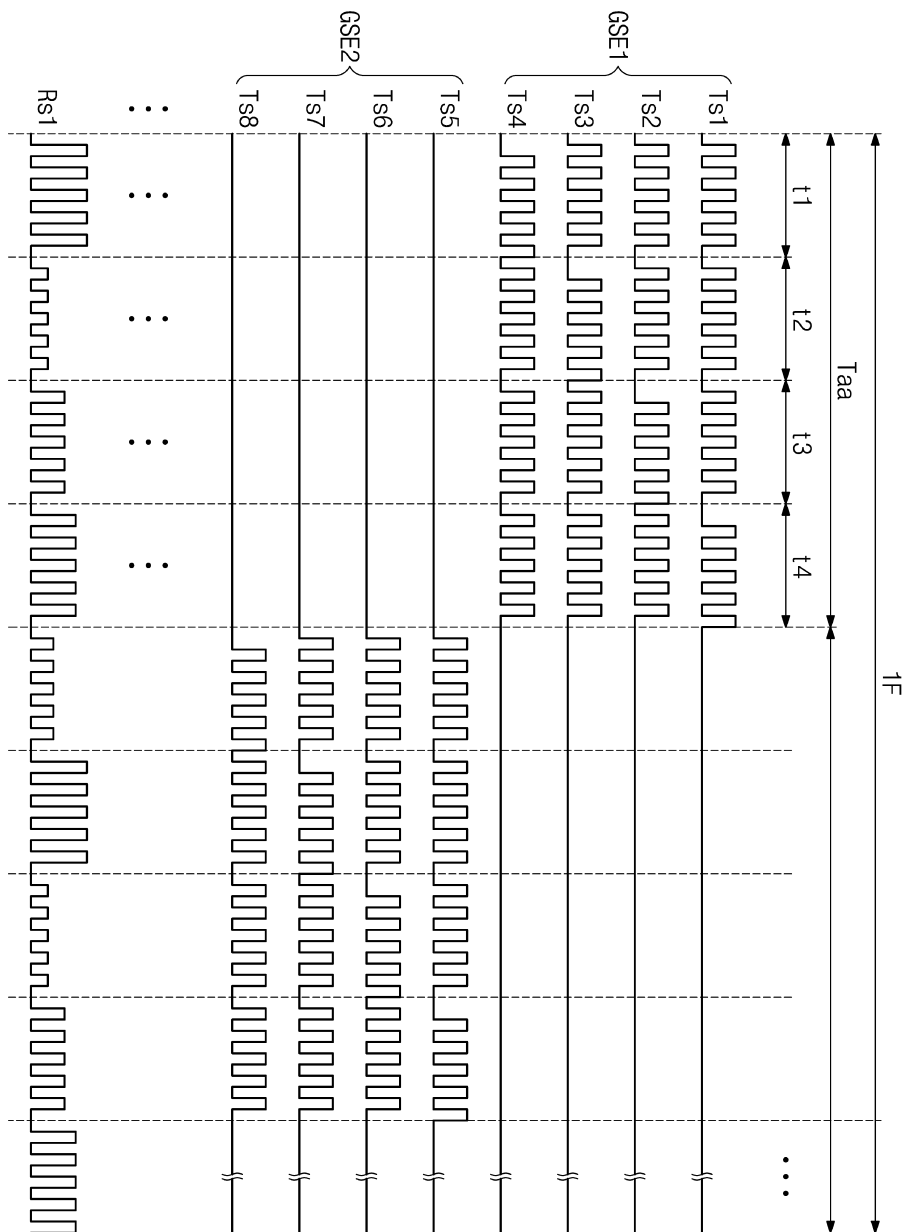 1F
Taa
t1 t2 t3 t4 ...
GSE1
Ts1
Ts2
Ts3
Ts4
GSE2
Ts5
Ts6
Ts7
Ts8
... ... ... ... ...
Rs1